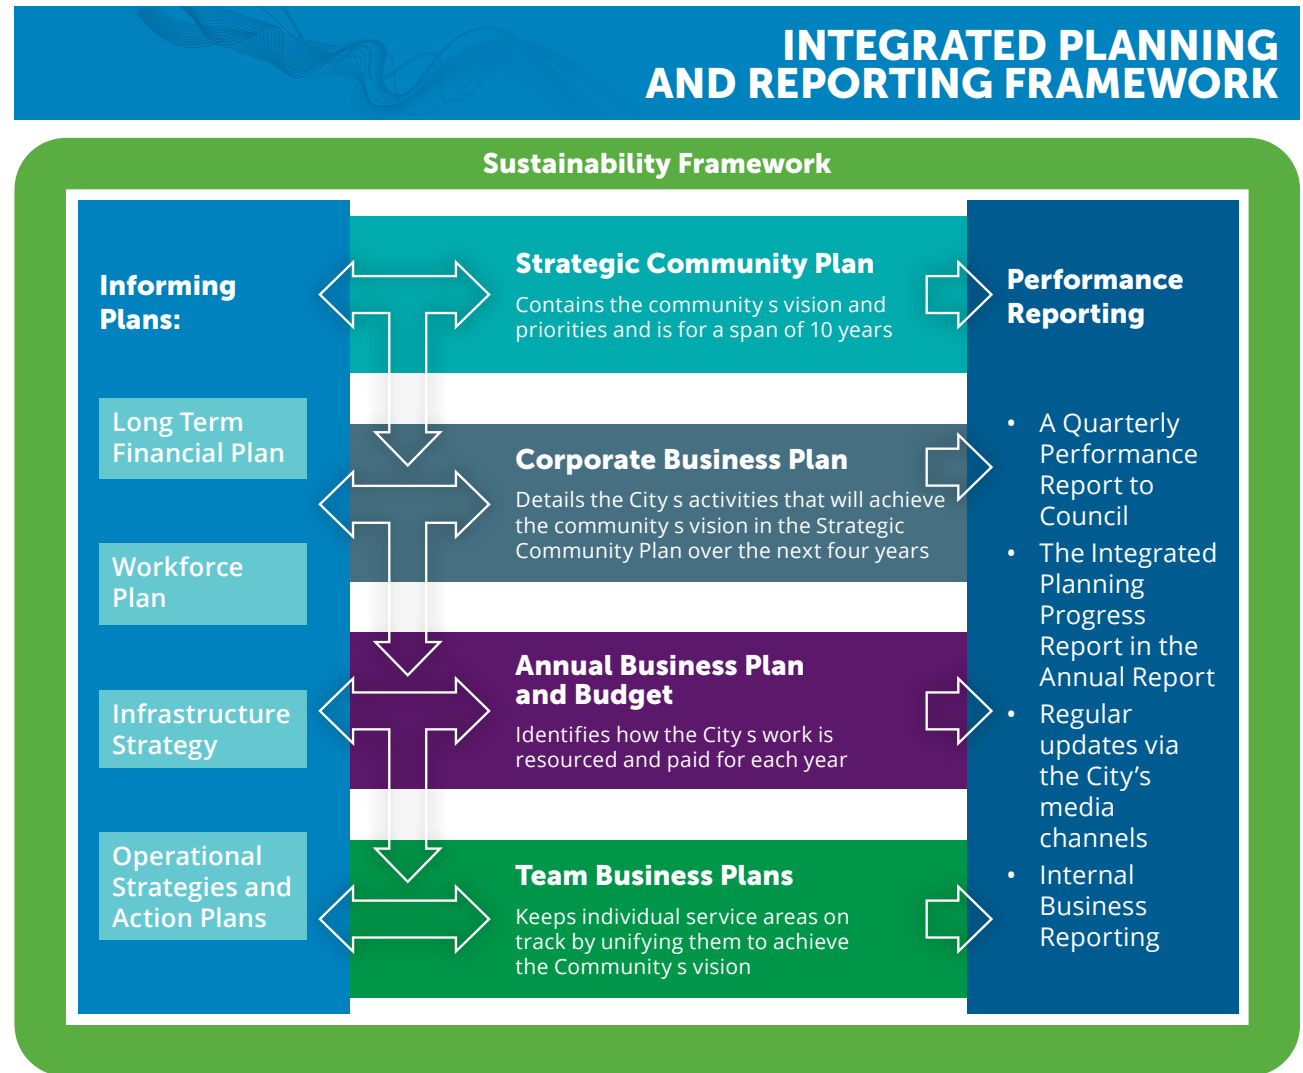 INTEGRATED PLANNING
AND REPORTING FRAMEWORK
Sustainability Framework
Informing
Plans:
Long Term
Financial Plan
Workforce
Plan
Infrastructure
Strategy
Operational
Strategies and
Action Plans
Strategic Community Plan
Contains the community s vision and
priorities and is for a span of 10 years
Corporate Business Plan
Details the City s activities that will achieve
the community s vision in the Strategic
Community Plan over the next four years
Annual Business Plan
and Budget
Identifies how the City s work is
resourced and paid for each year
Team Business Plans
Keeps individual service areas on
track by unifying them to achieve
the Community s vision
Performance
Reporting
• A Quarterly
Performance
Report to
Council
• The Integrated
Planning
Progress
Report in the
Annual Report
• Regular
updates via
the City’s
media
channels
• Internal
Business
Reporting